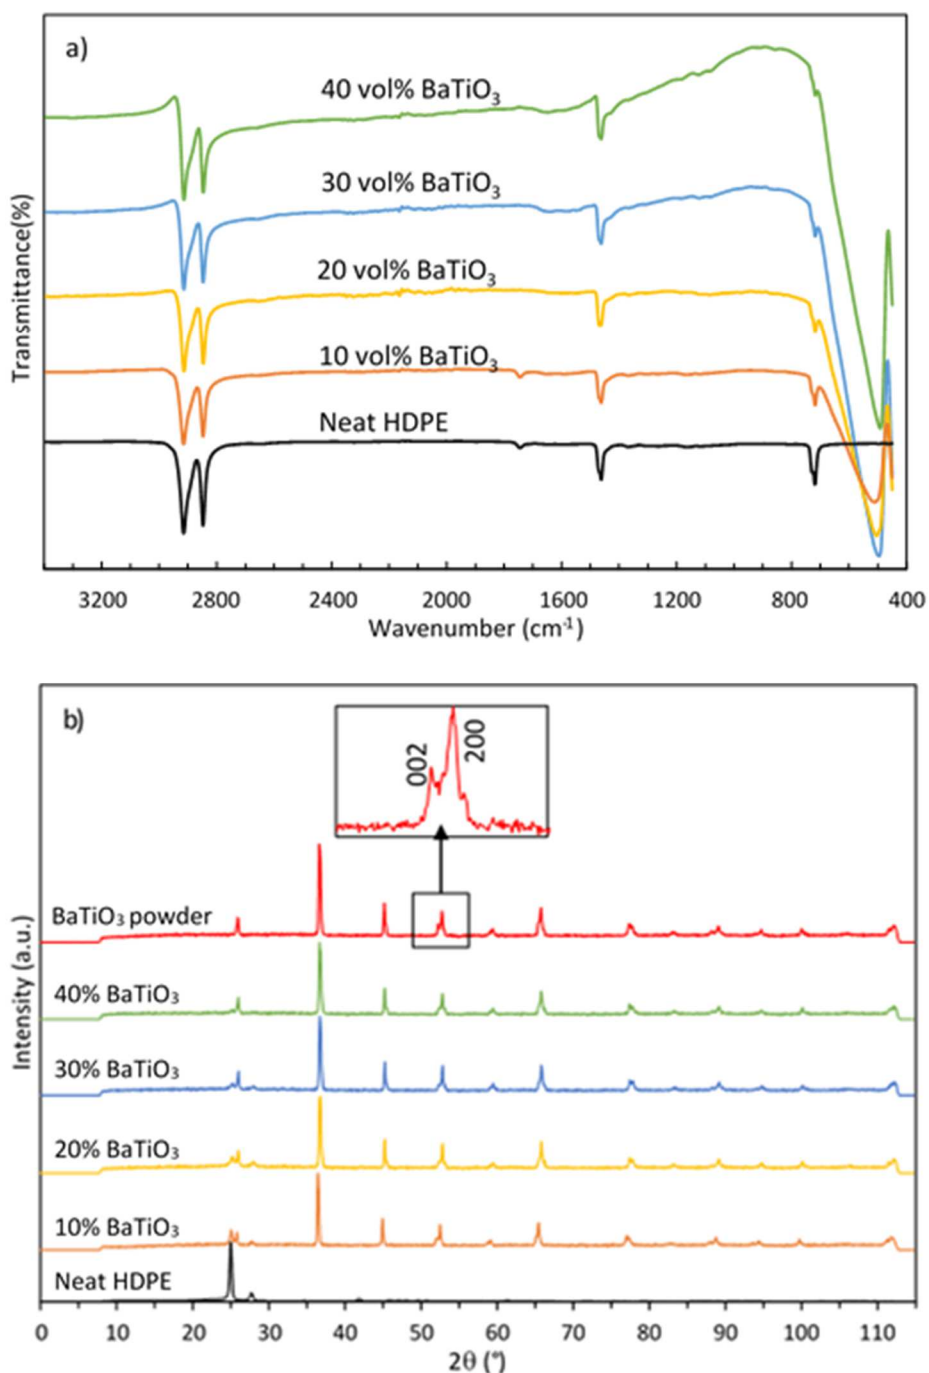 a)
40 vol% BaTiO₃
30 vol% BaTiO₃
20 vol% BaTiO₃
10 vol% BaTiO₃
Neat HDPE
Transmittance(%)
3200 2800 2400 2000 1600 1200 800 400
Wavenumber (cm⁻¹)
b)
002
200
BaTiO₃ powder
40% BaTiO₃
30% BaTiO₃
20% BaTiO₃
10% BaTiO₃
Neat HDPE
Intensity (a.u.)
0 10 20 30 40 50 60 70 80 90 100 110
2θ (°)